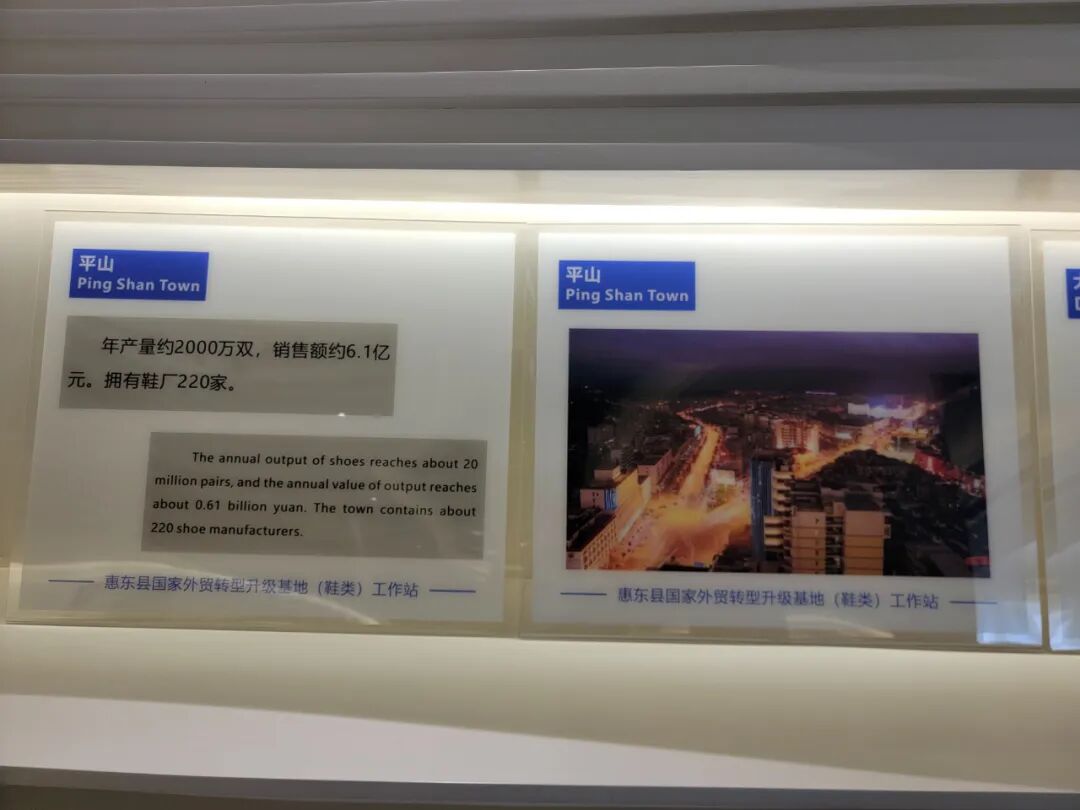 平山
Ping Shan Town
年产量约2000万双，销售额约6.1亿
元。拥有鞋厂220家。
The annual output of shoes reaches about 20
million pairs, and the annual value of output reaches
about 0.61 billion yuan. The town contains about
220 shoe manufacturers.
惠东县国家外贸转型升级基地（鞋类）工作站
平山
Ping Shan Town
惠东县国家外贸转型升级基地（鞋类）工作站